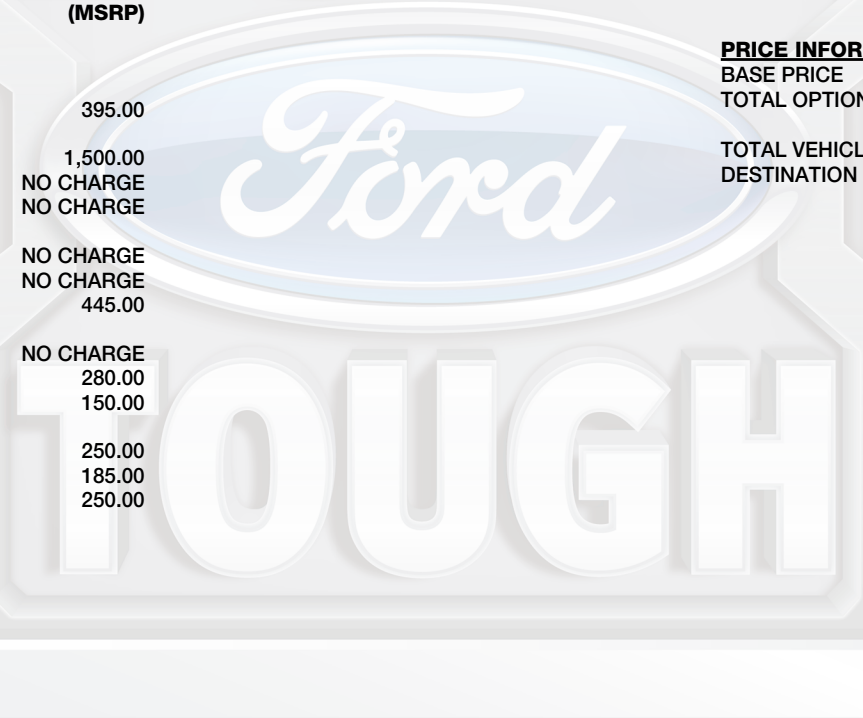 (MSRP)
395.00
1,500.00
NO CHARGE
NO CHARGE
NO CHARGE
NO CHARGE
445.00
NO CHARGE
280.00
150.00
250.00
185.00
250.00
PRICE INFOR
BASE PRICE
TOTAL OPTION
TOTAL VEHICL
DESTINATION
Ford
TOUGH